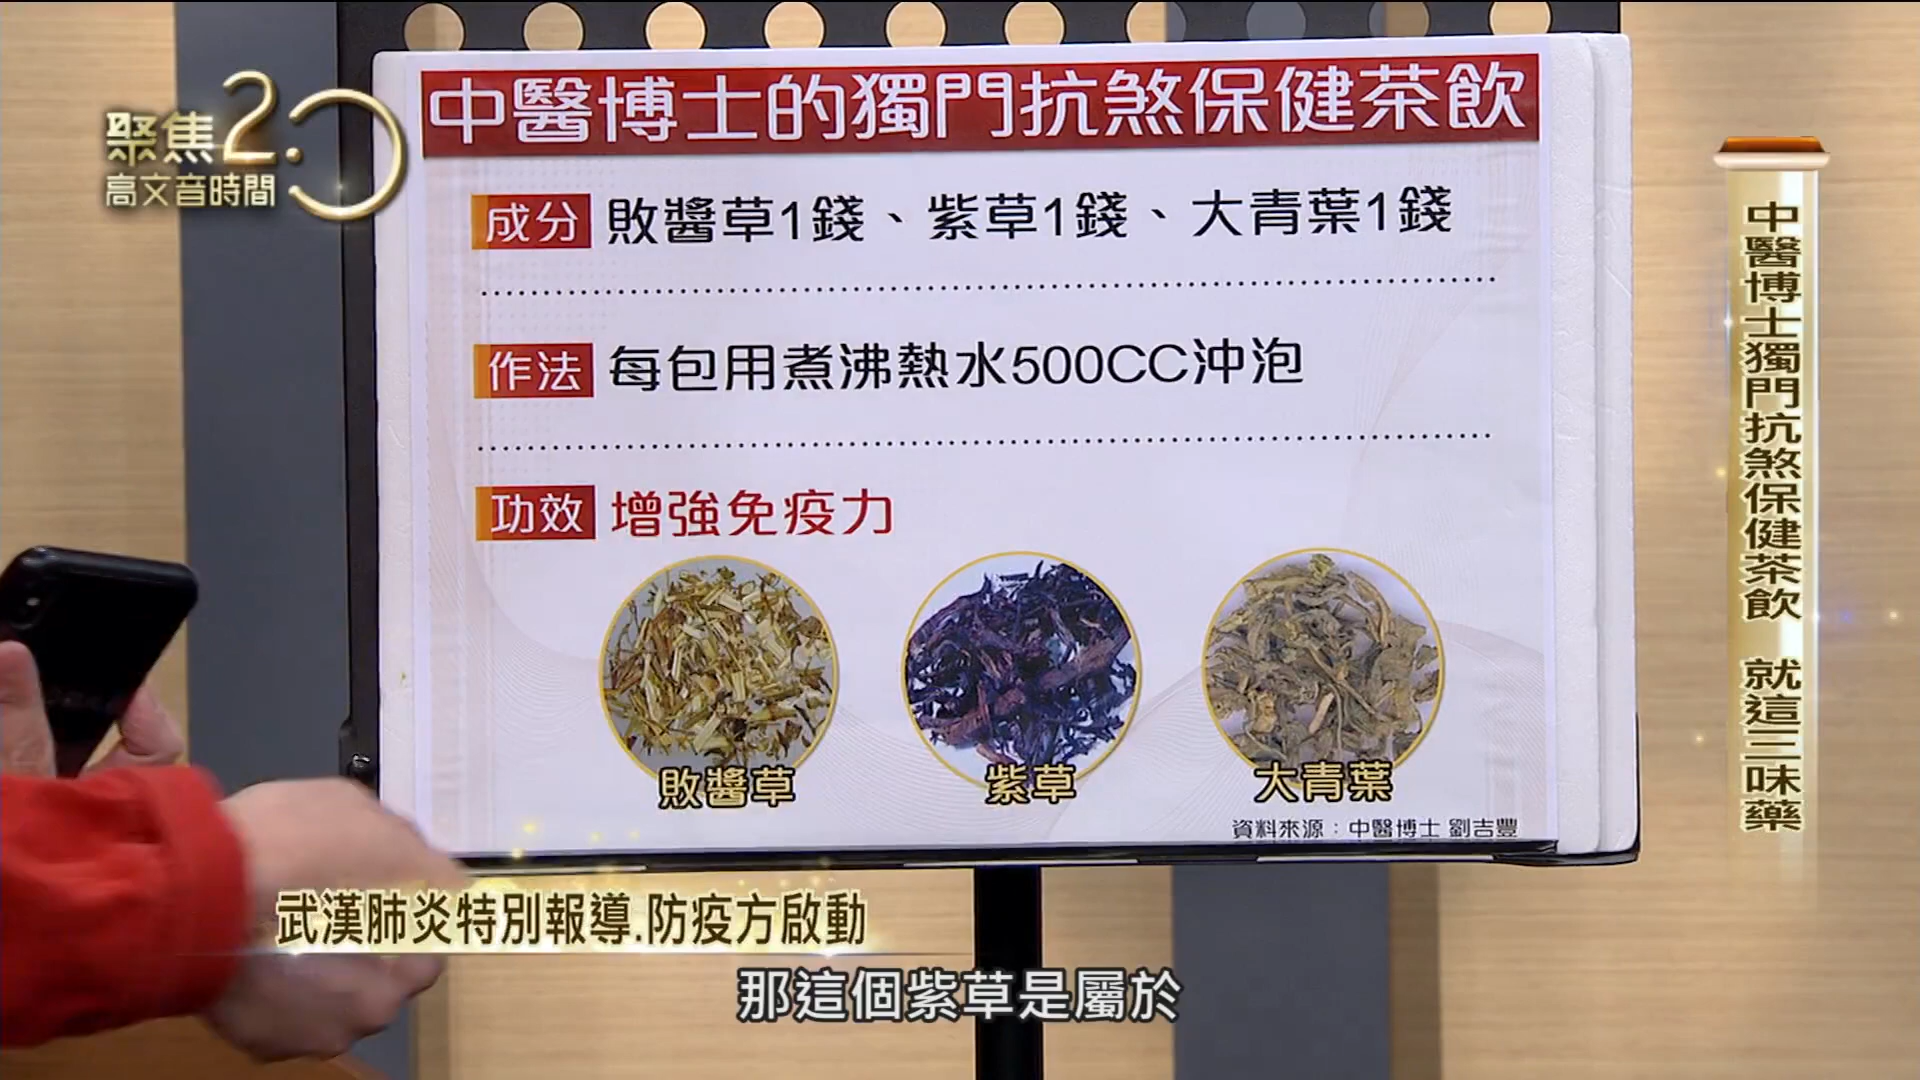 中醫博士的獨門抗煞保健茶飲
聚焦2.0
高文音時間
成分 敗醬草1錢、紫草1錢、大青葉1錢
作法 每包用煮沸熱水500CC沖泡
功效 增強免疫力
敗醬草
紫草
大青葉
資料來源：中醫博士 劉吉豐
中醫博士獨門抗煞保健茶飲 就這三味藥
武漢肺炎特別報導.防疫方啟動
那這個紫草是屬於